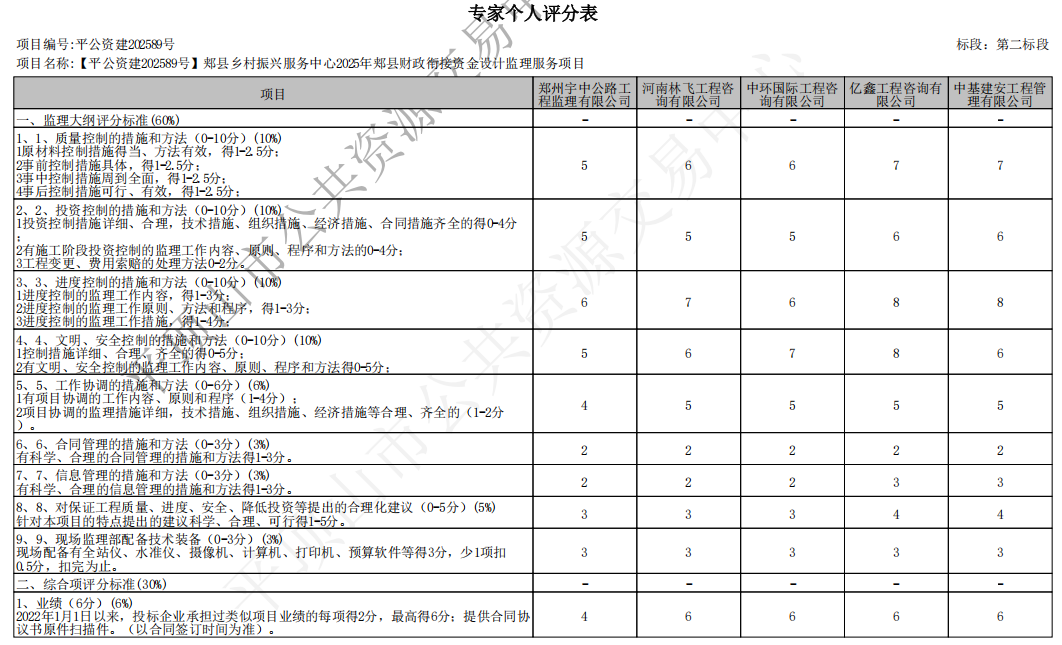 专家个人评分表
项目编号:平公资建202589号
标段：第二标段
项目名称:【平公资建202589号】郏县乡村振兴服务中心2025年郏县财政衔接资金设计监理服务项目
项目 郑州宇中公路工程监理有限公司 河南林飞工程咨询有限公司 中环国际工程咨询有限公司 亿鑫工程咨询有限公司 中基建安工程管理有限公司
一、监理大纲评分标准(60%) - - - - -
1、1、质量控制的措施和方法（0-10分）(10%)
1原材料控制措施得当、方法有效，得1-2.5分；
2事前控制措施具体，得1-2.5分；
3事中控制措施周到全面，得1-2.5分；
4事后控制措施可行、有效，得1-2.5分；
5 6 6 7 7
2、2、投资控制的措施和方法（0-10分）(10%)
1投资控制措施详细、合理，技术措施、组织措施、经济措施、合同措施齐全的得0-4分
；
2有施工阶段投资控制的监理工作内容、原则、程序和方法的0-4分；
3工程变更、费用索赔的处理方法0-2分。
5 5 5 6 6
3、3、进度控制的措施和方法（0-10分）(10%)
1进度控制的监理工作内容，得1-3分；
2进度控制的监理工作原则、方法和程序，得1-3分；
3进度控制的监理工作措施，得1-4分；
6 7 6 8 8
4、4、文明、安全控制的措施和方法（0-10分）(10%)
1控制措施详细、合理，齐全的得0-5分；
2有文明、安全控制的监理工作内容、原则、程序和方法得0-5分；
5 6 7 8 6
5、5、工作协调的措施和方法（0-6分）(6%)
1有项目协调的工作内容、原则和程序（1-4分）；
2项目协调的监理措施详细，技术措施、组织措施、经济措施等合理、齐全的（1-2分
）。
4 5 5 5 5
6、6、合同管理的措施和方法（0-3分）(3%)
有科学、合理的合同管理的措施和方法得1-3分。
2 2 2 2 2
7、7、信息管理的措施和方法（0-3分）(3%)
有科学、合理的信息管理的措施和方法得1-3分。
2 2 2 3 3
8、8、对保证工程质量、进度、安全、降低投资等提出的合理化建议（0-5分）(5%)
针对本项目的特点提出的建议科学、合理、可行得1-5分。
3 3 3 4 4
9、9、现场监理部配备技术装备（0-3分）(3%)
现场配备有全站仪、水准仪、摄像机、计算机、打印机、预算软件等得3分，少1项扣
0.5分，扣完为止。
3 3 3 3 3
二、综合项评分标准(30%) - - - - -
1、业绩（6分）(6%)
2022年1月1日以来，投标企业承担过类似项目业绩的每项得2分，最高得6分；提供合同协
议书原件扫描件。（以合同签订时间为准）。
4 6 6 6 6
平顶山市公共资源交易中心
平顶山市公共资源交易中心